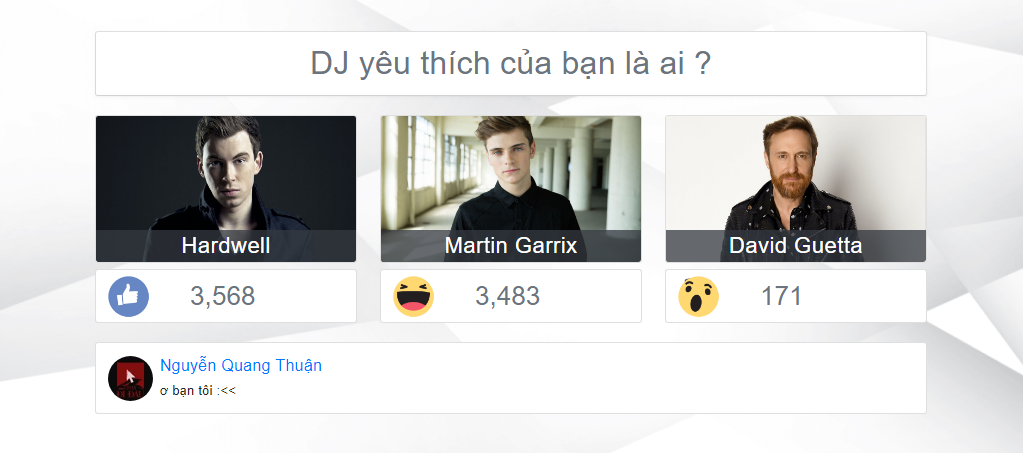 DJ yêu thích của bạn là ai ?
Hardwell
Martin Garrix
David Guetta
3,568
3,483
171
Nguyễn Quang Thuận
ơ bạn tôi :<<